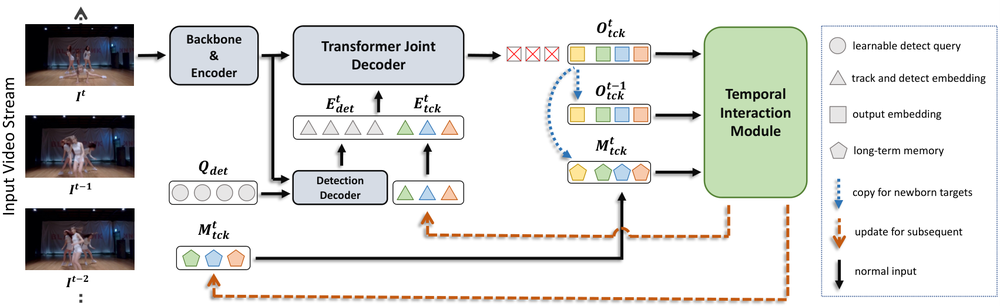 Input Video Stream
I^t
I^{t-1}
I^{t-2}
Backbone
&
Encoder
Transformer Joint
Decoder
E^t_{det}
E^t_{tck}
Q_{det}
Detection
Decoder
M^t_{tck}
O^t_{tck}
O^{t-1}_{tck}
M^t_{tck}
Temporal
Interaction
Module
learnable detect query
track and detect embedding
output embedding
long-term memory
copy for newborn targets
update for subsequent
normal input